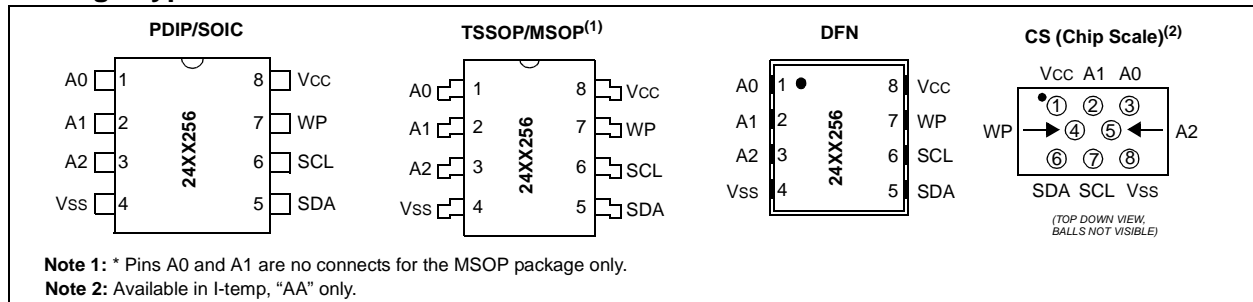 PDIP/SOIC
A0 1 8 VCC
A1 2 7 WP
A2 3 6 SCL
VSS 4 5 SDA
24XX256
TSSOP/MSOP(1)
A0 1 8 VCC
A1 2 7 WP
A2 3 6 SCL
VSS 4 5 SDA
24XX256
DFN
A0 1 8 VCC
A1 2 7 WP
A2 3 6 SCL
VSS 4 5 SDA
24XX256
CS (Chip Scale)(2)
VCC A1 A0
1 2 3
WP 4 5 A2
6 7 8
SDA SCL VSS
(TOP DOWN VIEW,
BALLS NOT VISIBLE)
Note 1: * Pins A0 and A1 are no connects for the MSOP package only.
Note 2: Available in I-temp, “AA” only.